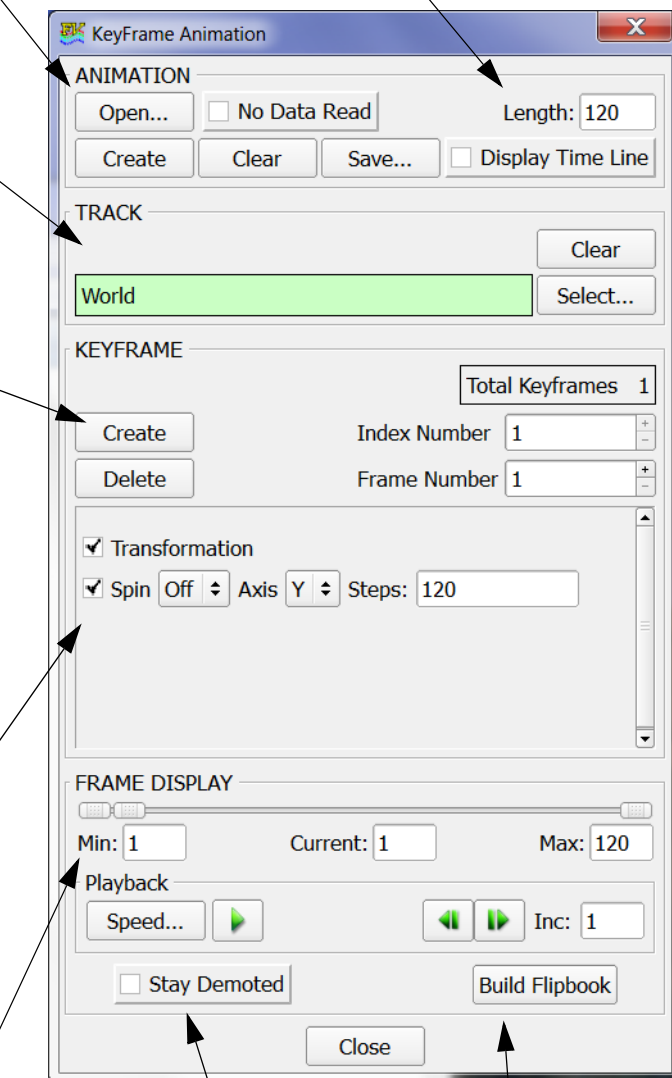 KeyFrame Animation
ANIMATION
Open... No Data Read Length: 120
Create Clear Save... Display Time Line
TRACK
Clear
World Select...
KEYFRAME
Total Keyframes 1
Create Index Number 1
Delete Frame Number 1
Transformation
Spin Off Axis Y Steps: 120
FRAME DISPLAY
Min: 1 Current: 1 Max: 120
Playback
Speed... Inc: 1
Stay Demoted Build Flipbook
Close